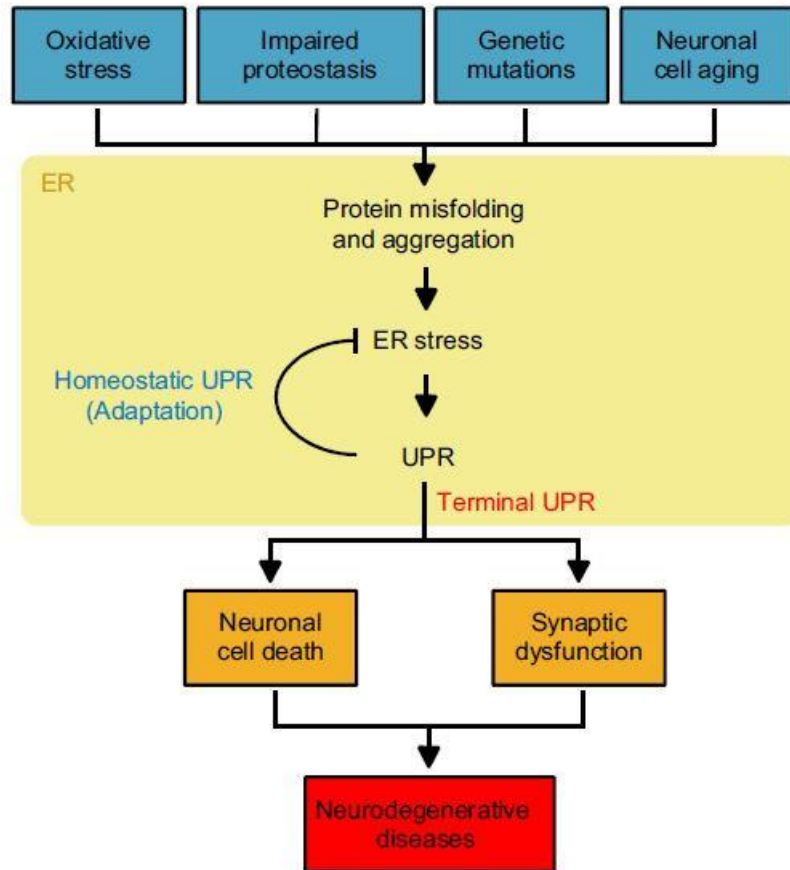 Oxidative
stress
Impaired
proteostasis
Genetic
mutations
Neuronal
cell aging
ER
Protein misfolding
and aggregation
ER stress
Homeostatic UPR
(Adaptation)
UPR
Terminal UPR
Neuronal
cell death
Synaptic
dysfunction
Neurodegenerative
diseases